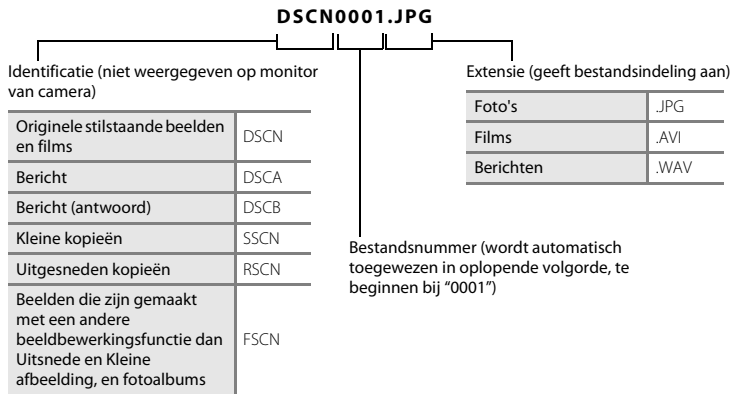 DSCN0001.JPG
Identificatie (niet weergegeven op monitor
van camera)
Originele stilstaande beelden
en films
DSCN
Bericht
DSCA
Bericht (antwoord)
DSCB
Kleine kopieën
SSCN
Uitgesneden kopieën
RSCN
Beelden die zijn gemaakt
met een andere
beeldbewerkingsfunctie dan
Uitsnede en Kleine
afbeelding, en fotoalbums
FSCN
Extensie (geeft bestandsindeling aan)
Foto's
.JPG
Films
.AVI
Berichten
.WAV
Bestandsnummer (wordt automatisch
toegewezen in oplopende volgorde, te
beginnen bij “0001”)